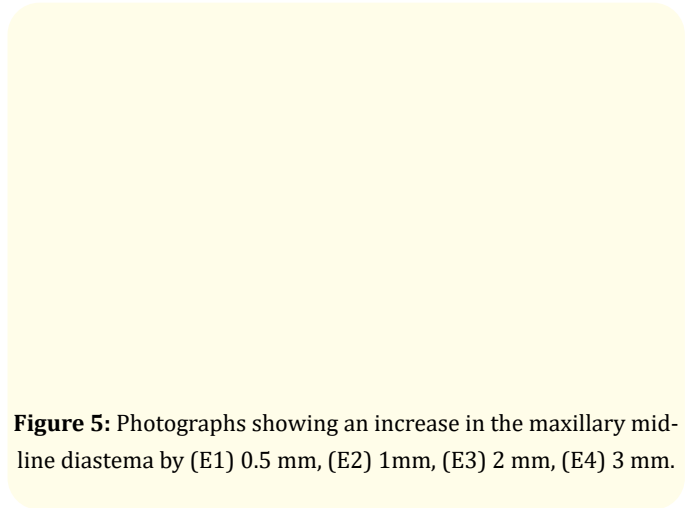 Figure 5: Photographs showing an increase in the maxillary mid-
line diastema by (E1) 0.5 mm, (E2) 1mm, (E3) 2 mm, (E4) 3 mm.